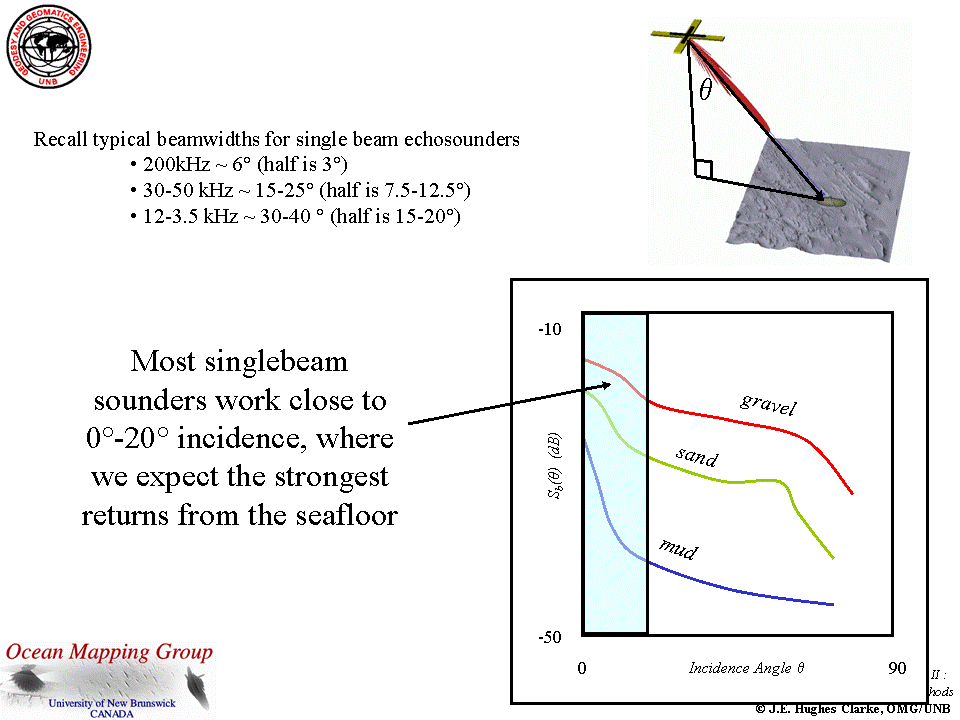 GEODESY AND GEOMATICS ENGINEERING
UNB
θ
Recall typical beamwidths for single beam echosounders
• 200kHz ~ 6° (half is 3°)
• 30-50 kHz ~ 15-25° (half is 7.5-12.5°)
• 12-3.5 kHz ~ 30-40 ° (half is 15-20°)
Most singlebeam
sounders work close to
0°-20° incidence, where
we expect the strongest
returns from the seafloor
-10
gravel
sand
mud
S_b(θ) (dB)
-50
0
Incidence Angle θ
90
II :
hods
© J.E. Hughes Clarke, OMG/UNB
Ocean Mapping Group
University of New Brunswick
CANADA